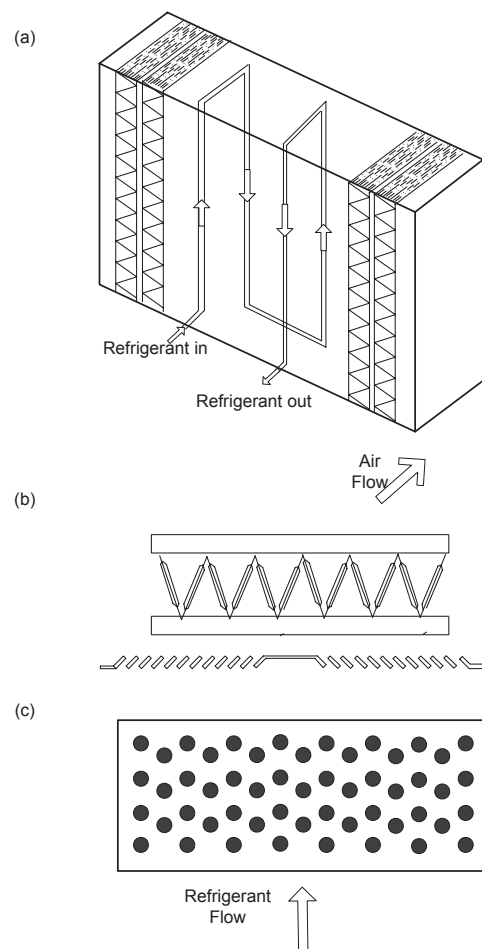 (a)
Refrigerant in
Refrigerant out
Air
Flow
(b)
(c)
Refrigerant
Flow